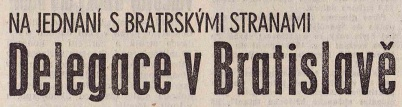 NA JEDNÁNÍ S BRATRSKÝMI STRANAMI
Delegace v Bratislavě